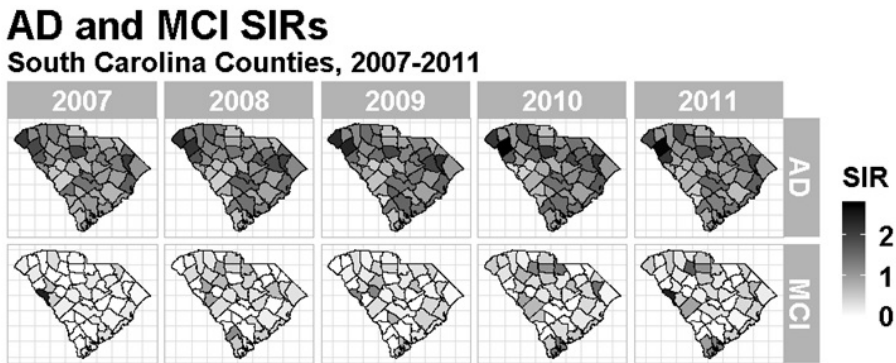 AD and MCI SIRs
South Carolina Counties, 2007-2011
2007 2008 2009 2010 2011
AD
MCI
SIR
2
1
0